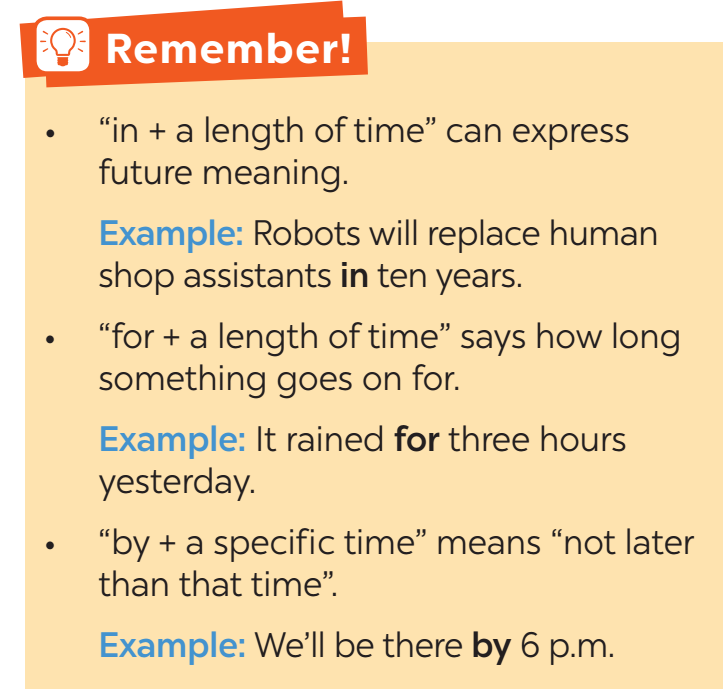 Remember!
• “in + a length of time” can express
future meaning.
Example: Robots will replace human
shop assistants in ten years.
• “for + a length of time” says how long
something goes on for.
Example: It rained for three hours
yesterday.
• “by + a specific time” means “not later
than that time”.
Example: We’ll be there by 6 p.m.